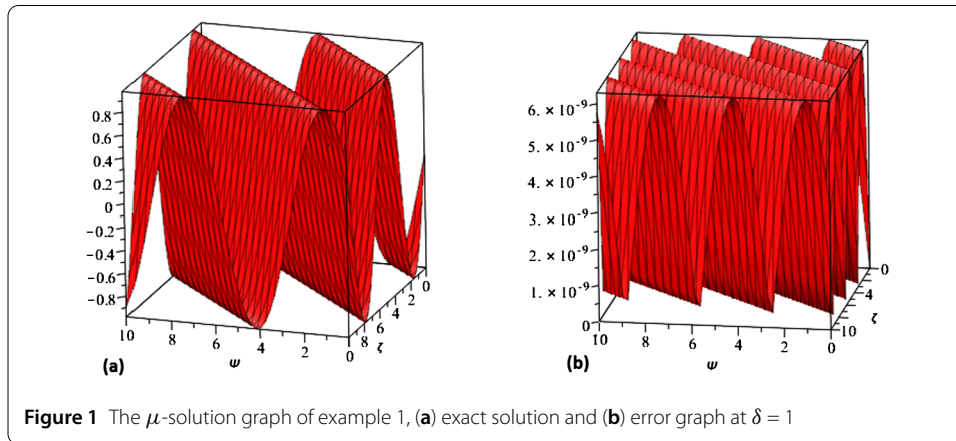 0.8
0.6
0.4
0.2
0
−0.2
−0.4
−0.6
−0.8
10
8
6
4
2
0
ψ
8
6
4
2
0
ζ
(a)
6. × 10⁻⁹
5. × 10⁻⁹
4. × 10⁻⁹
3. × 10⁻⁹
2. × 10⁻⁹
1. × 10⁻⁹
0
10
8
6
4
2
0
ψ
10
8
4
0
ζ
(b)
Figure 1 The μ-solution graph of example 1, (a) exact solution and (b) error graph at δ = 1